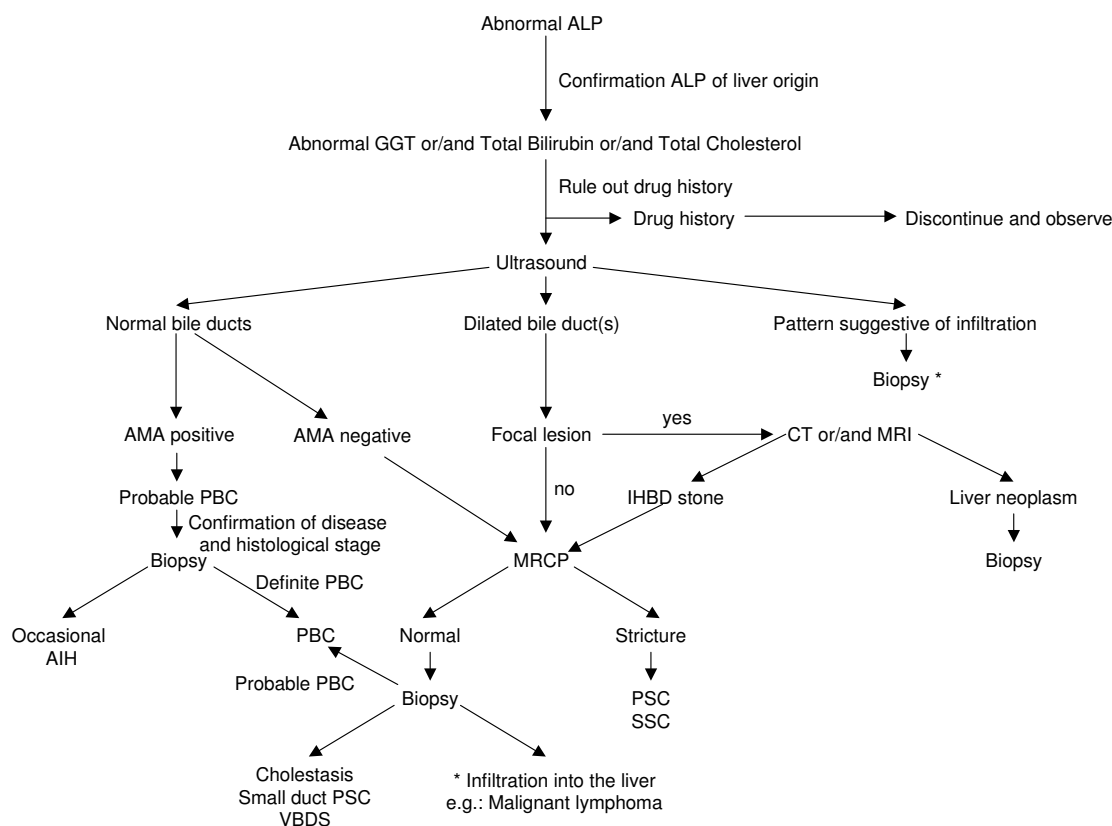 Abnormal ALP
Confirmation ALP of liver origin
Abnormal GGT or/and Total Bilirubin or/and Total Cholesterol
Rule out drug history
Drug history
Discontinue and observe
Ultrasound
Normal bile ducts
Dilated bile duct(s)
Pattern suggestive of infiltration
Biopsy *
AMA positive
AMA negative
Focal lesion
yes
CT or/and MRI
no
Probable PBC
IHBD stone
Liver neoplasm
Confirmation of disease
and histological stage
Biopsy
MRCP
Biopsy
Definite PBC
Occasional
AIH
PBC
Normal
Stricture
Probable PBC
Biopsy
PSC
SSC
Cholestasis
Small duct PSC
VBDS
* Infiltration into the liver
e.g.: Malignant lymphoma